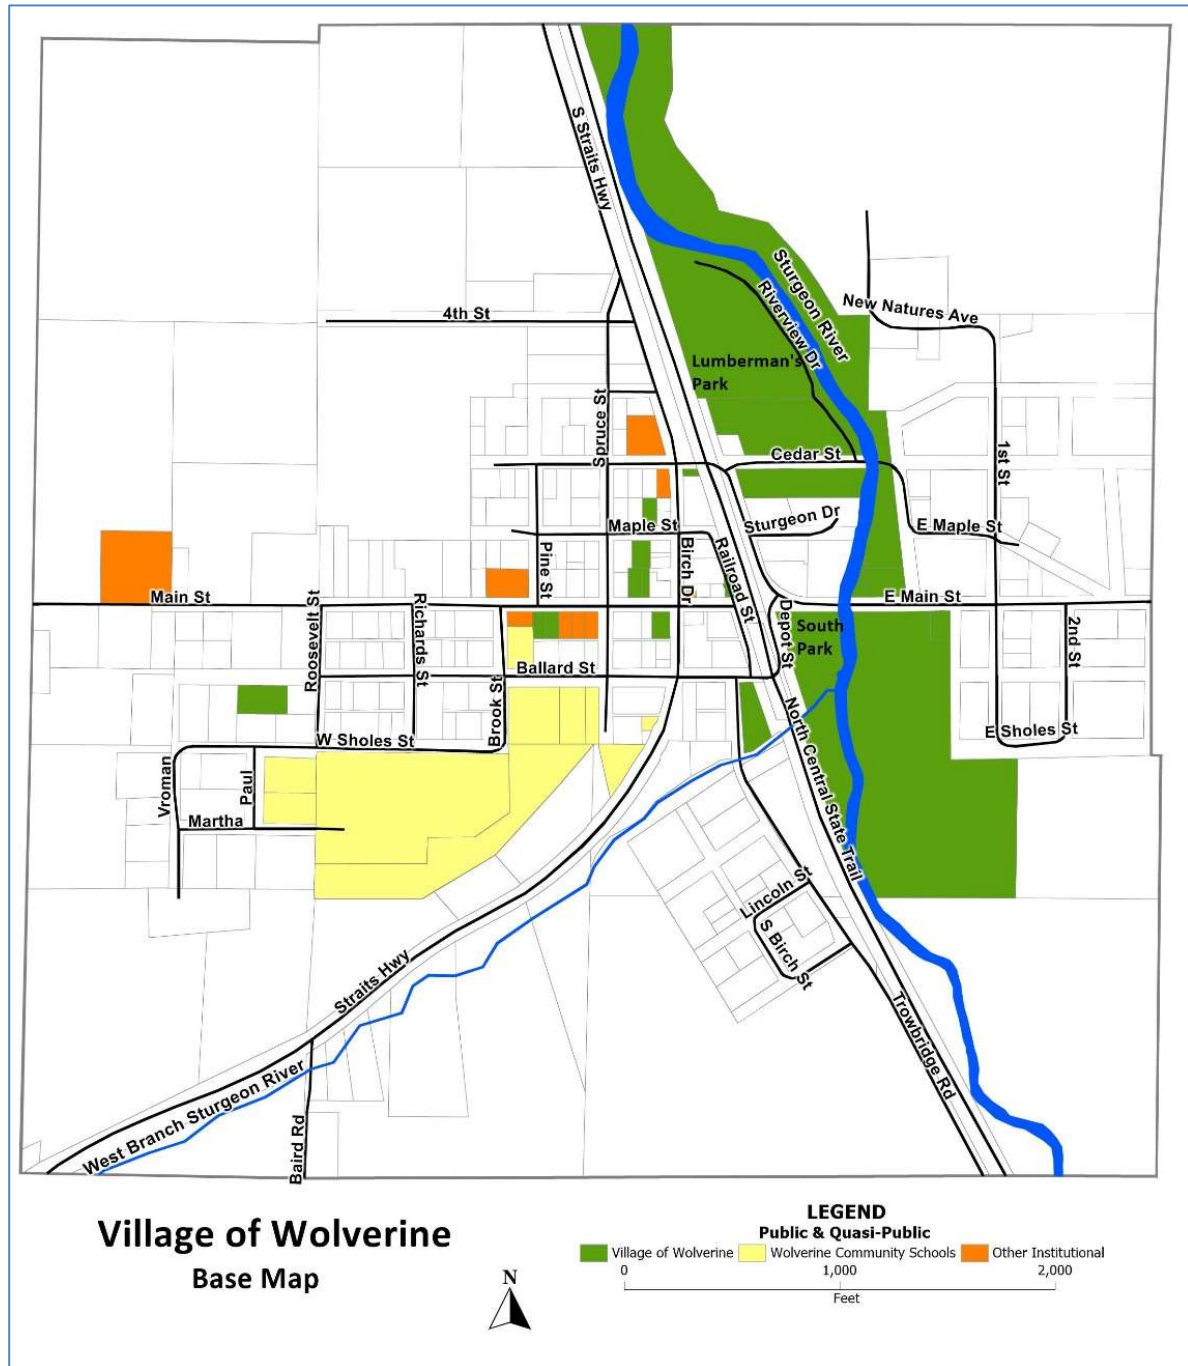 S Straits Hwy
Sturgeon River
Riverview Dr
New Natures Ave
4th St
Lumberman's
Park
Spruce St
1st St
Cedar St
Sturgeon Dr
Maple St
E Maple St
Pine St
Birch Dr
Railroad St
Main St
E Main St
Roosevelt St
Richards St
Depot St
South
Park
2nd St
Ballard St
Brook St
W Sholes St
E Sholes St
North Central State Trail
Vroman
Paul
Martha
Lincoln St
S Birch St
Straits Hwy
Trowbridge Rd
West Branch Sturgeon River
Baird Rd
Village of Wolverine
Base Map
N
LEGEND
Public & Quasi-Public
Village of Wolverine Wolverine Community Schools Other Institutional
0 1,000 2,000
Feet